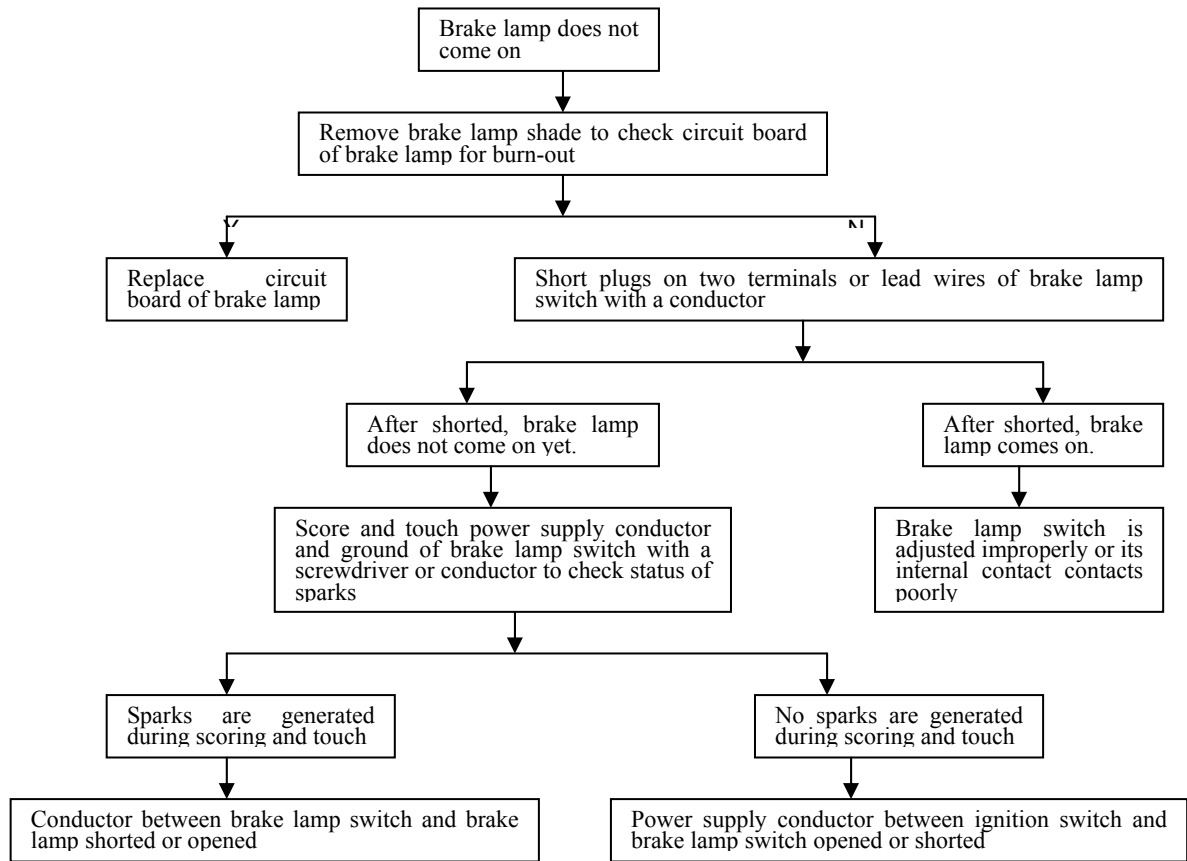 Brake lamp does not
come on
Remove brake lamp shade to check circuit board
of brake lamp for burn-out
Y
N
Replace circuit
board of brake lamp
Short plugs on two terminals or lead wires of brake lamp
switch with a conductor
After shorted, brake lamp
does not come on yet.
After shorted, brake
lamp comes on.
Score and touch power supply conductor
and ground of brake lamp switch with a
screwdriver or conductor to check status of
sparks
Brake lamp switch is
adjusted improperly or its
internal contact contacts
poorly
Sparks are generated
during scoring and touch
No sparks are generated
during scoring and touch
Conductor between brake lamp switch and brake
lamp shorted or opened
Power supply conductor between ignition switch and
brake lamp switch opened or shorted